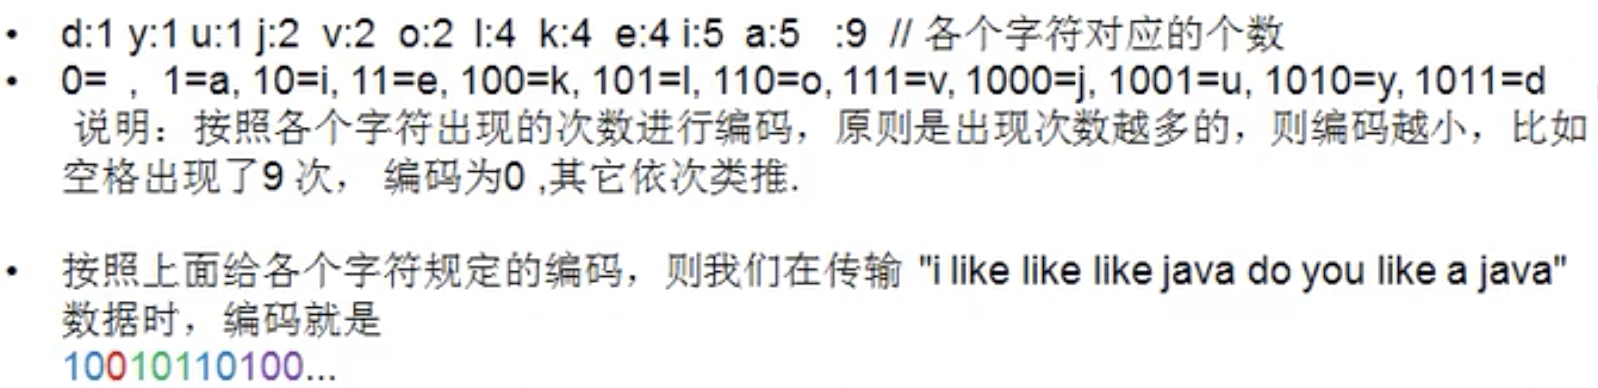 • d:1 y:1 u:1 j:2 v:2 o:2 l:4 k:4 e:4 i:5 a:5 :9 // 各个字符对应的个数
• 0= , 1=a, 10=i, 11=e, 100=k, 101=l, 110=o, 111=v, 1000=j, 1001=u, 1010=y, 1011=d
说明：按照各个字符出现的次数进行编码，原则是出现次数越多的，则编码越小，比如
空格出现了9 次， 编码为0 ,其它依次类推.
• 按照上面给各个字符规定的编码，则我们在传输 "i like like like java do you like a java"
数据时，编码就是
10010110100...